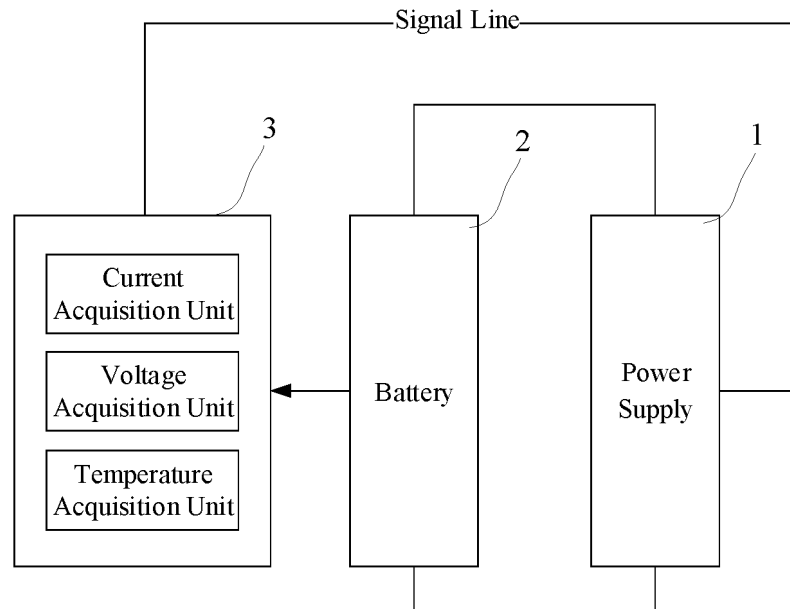 Signal Line
3
2
1
Current
Acquisition Unit
Voltage
Acquisition Unit
Temperature
Acquisition Unit
Battery
Power
Supply